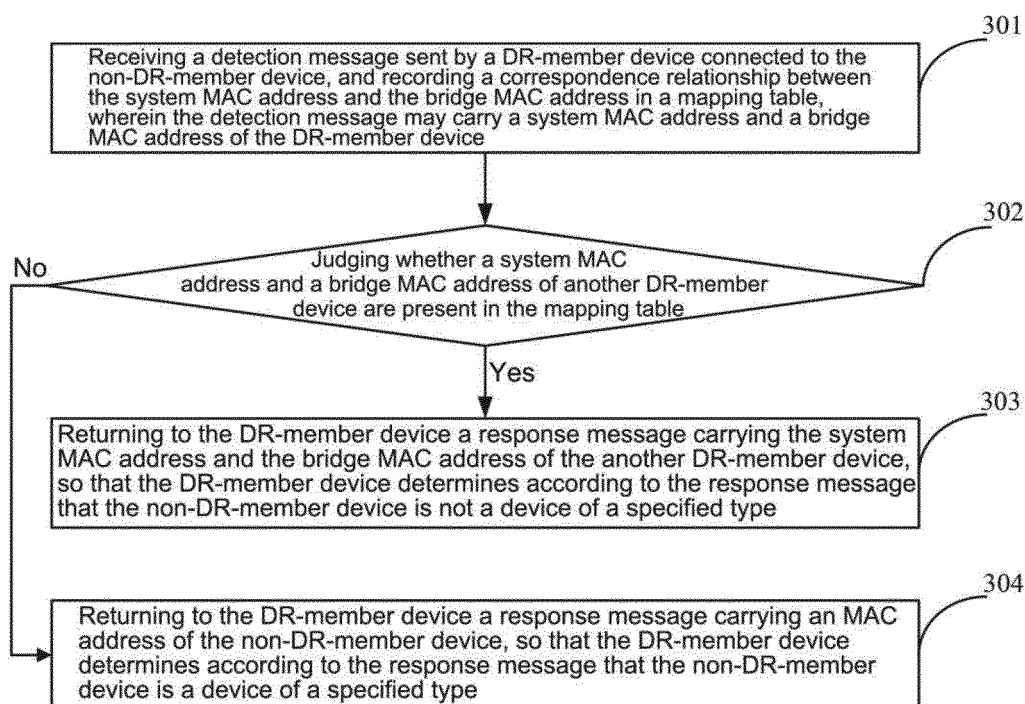 301
Receiving a detection message sent by a DR-member device connected to the
non-DR-member device, and recording a correspondence relationship between
the system MAC address and the bridge MAC address in a mapping table,
wherein the detection message may carry a system MAC address and a bridge
MAC address of the DR-member device
302
No
Judging whether a system MAC
address and a bridge MAC address of another DR-member
device are present in the mapping table
Yes
303
Returning to the DR-member device a response message carrying the system
MAC address and the bridge MAC address of the another DR-member device,
so that the DR-member device determines according to the response message
that the non-DR-member device is not a device of a specified type
304
Returning to the DR-member device a response message carrying an MAC
address of the non-DR-member device, so that the DR-member device
determines according to the response message that the non-DR-member
device is a device of a specified type